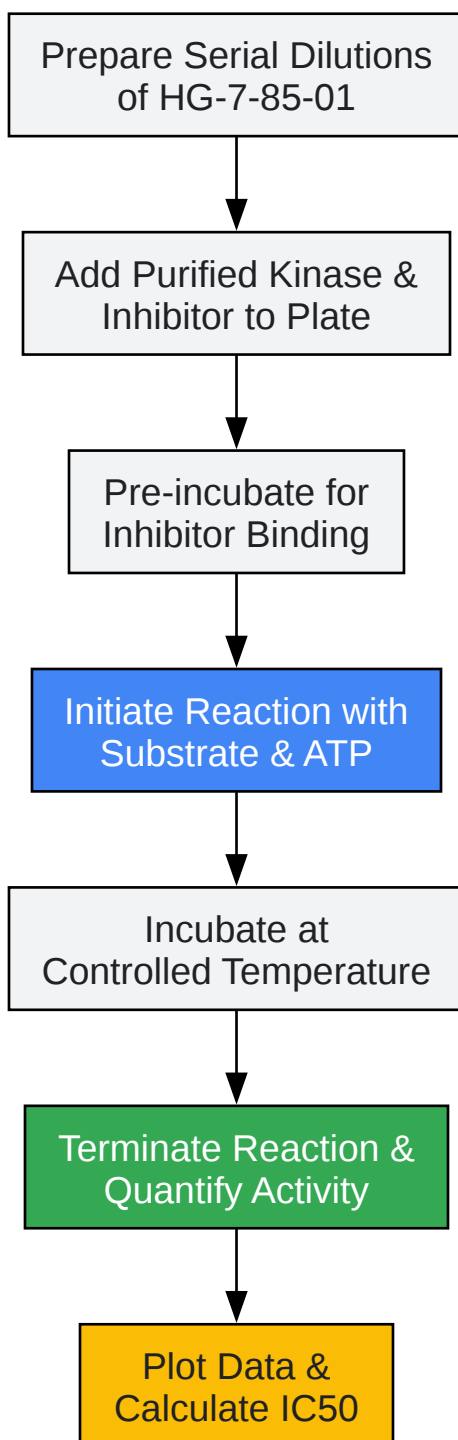 Prepare Serial Dilutions
of HG-7-85-01
Add Purified Kinase &
Inhibitor to Plate
Pre-incubate for
Inhibitor Binding
Initiate Reaction with
Substrate & ATP
Incubate at
Controlled Temperature
Terminate Reaction &
Quantify Activity
Plot Data &
Calculate IC50